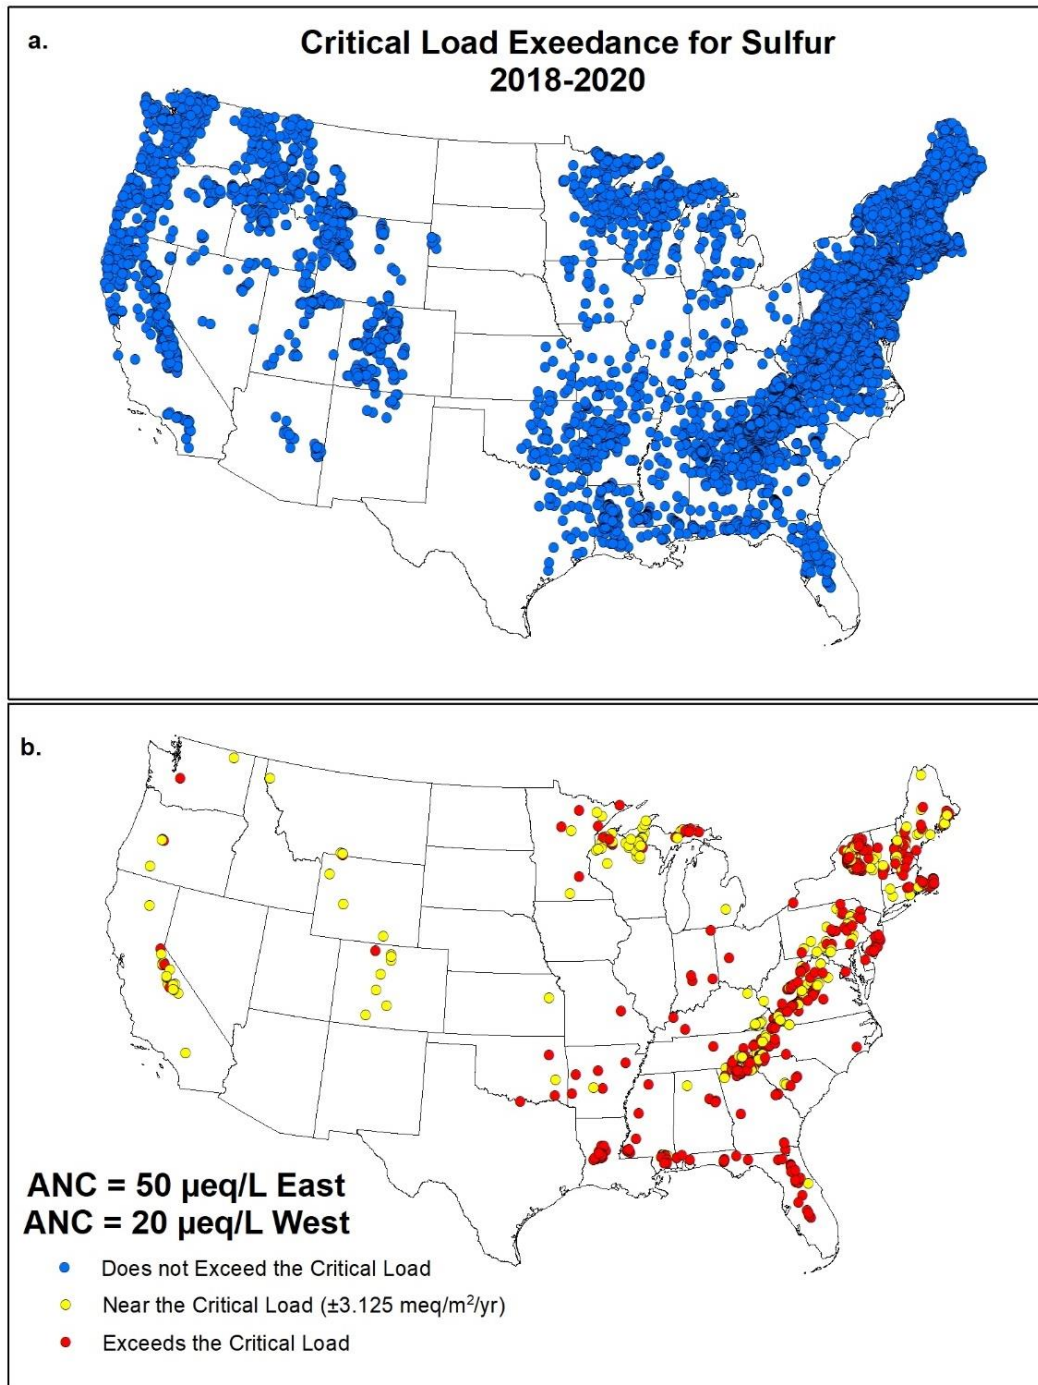 a.
Critical Load Exeedance for Sulfur
2018-2020
b.
ANC = 50 µeq/L East
ANC = 20 µeq/L West
Does not Exceed the Critical Load
Near the Critical Load (±3.125 meq/m²/yr)
Exceeds the Critical Load